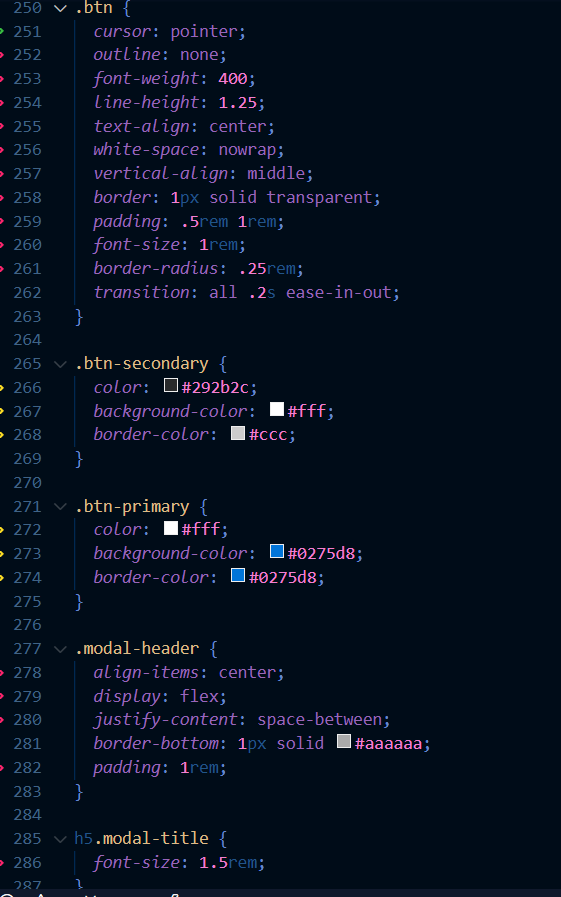 250 .btn {
251 cursor: pointer;
252 outline: none;
253 font-weight: 400;
254 line-height: 1.25;
255 text-align: center;
256 white-space: nowrap;
257 vertical-align: middle;
258 border: 1px solid transparent;
259 padding: .5rem 1rem;
260 font-size: 1rem;
261 border-radius: .25rem;
262 transition: all .2s ease-in-out;
263 }
264
265 .btn-secondary {
266 color: #292b2c;
267 background-color: #fff;
268 border-color: #ccc;
269 }
270
271 .btn-primary {
272 color: #fff;
273 background-color: #0275d8;
274 border-color: #0275d8;
275 }
276
277 .modal-header {
278 align-items: center;
279 display: flex;
280 justify-content: space-between;
281 border-bottom: 1px solid #aaaaaa;
282 padding: 1rem;
283 }
284
285 h5.modal-title {
286 font-size: 1.5rem;
287 }